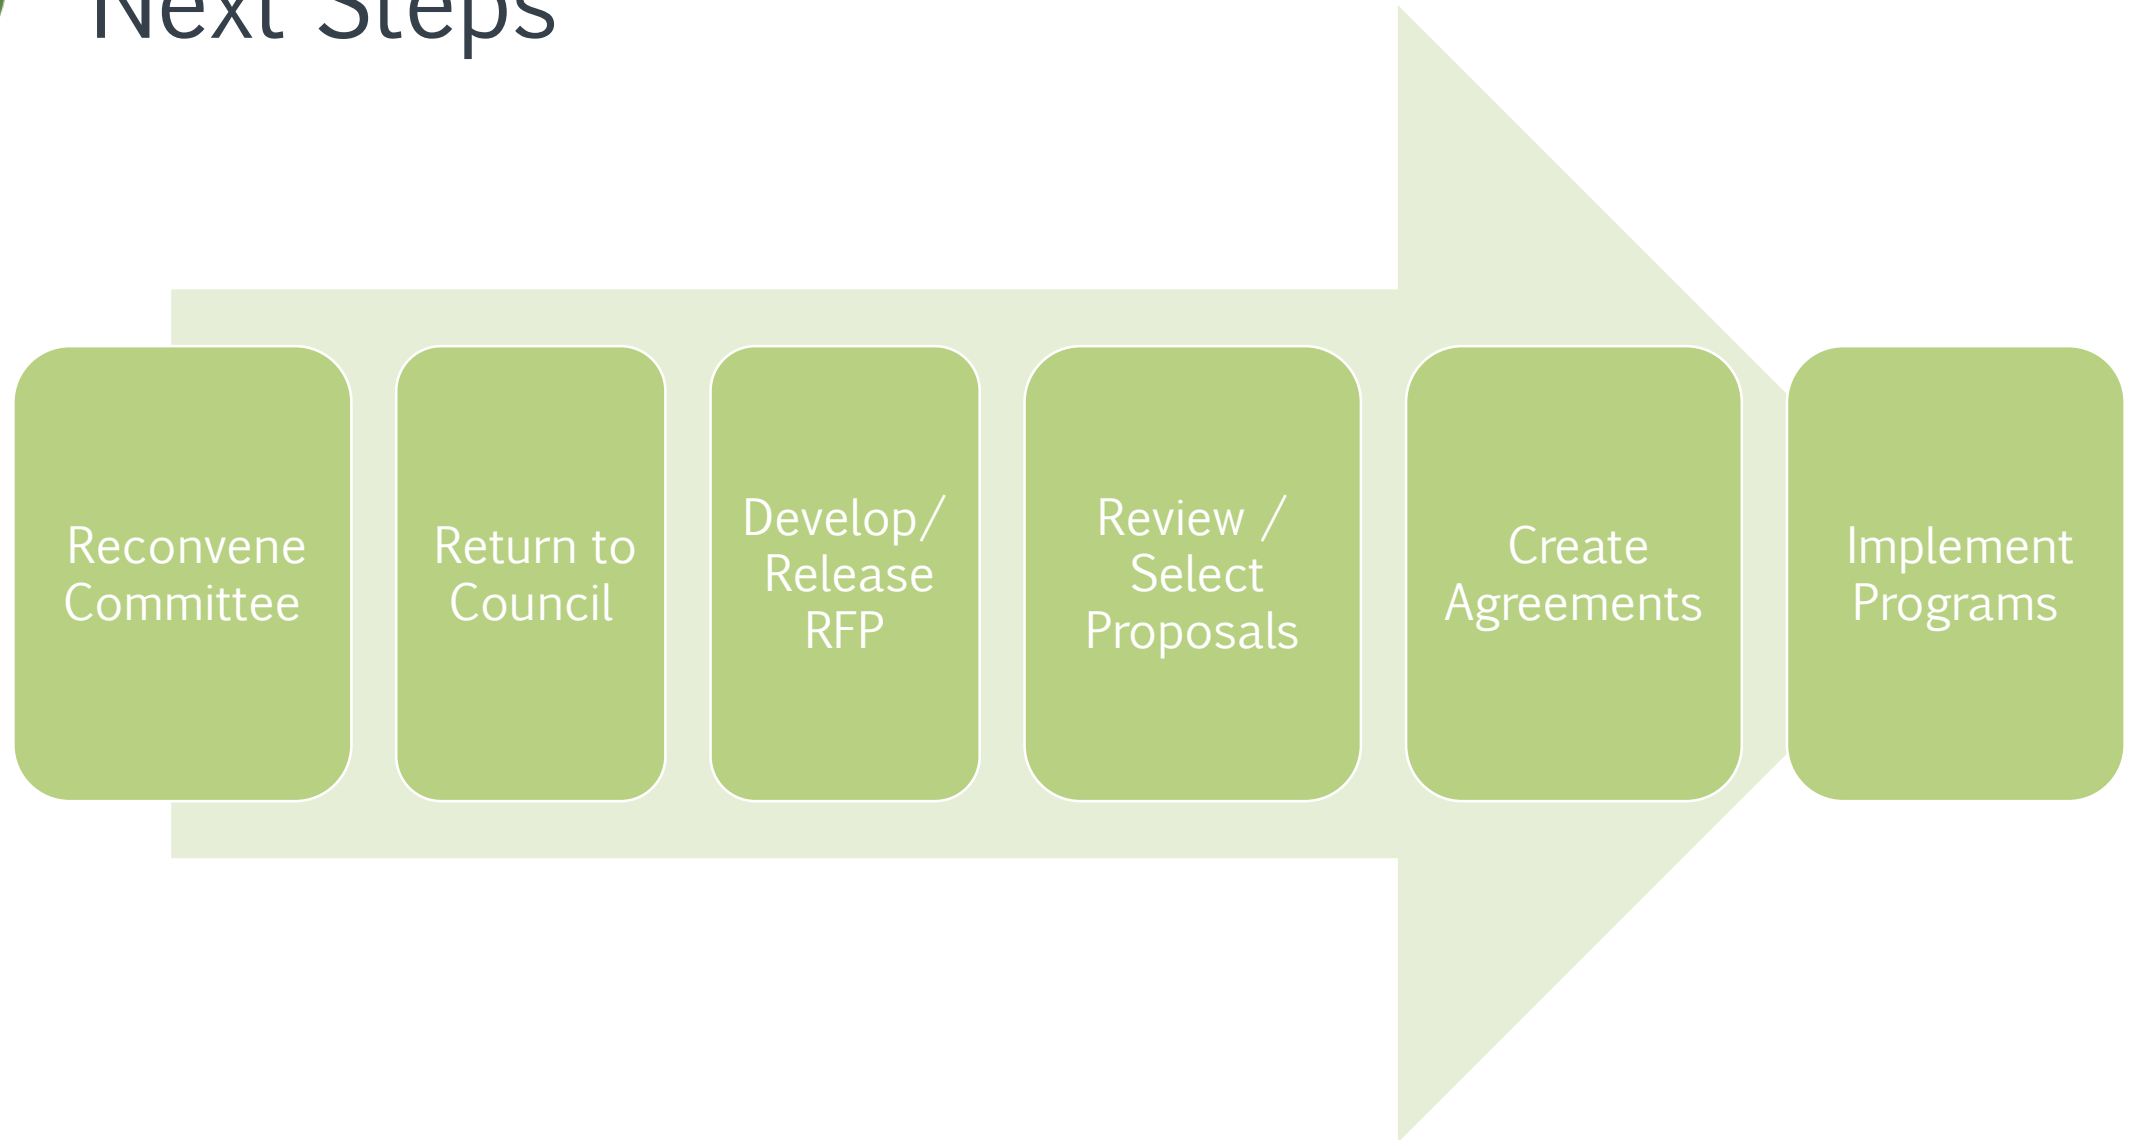 Next Steps
Reconvene
Committee
Return to
Council
Develop/
Release
RFP
Review /
Select
Proposals
Create
Agreements
Implement
Programs